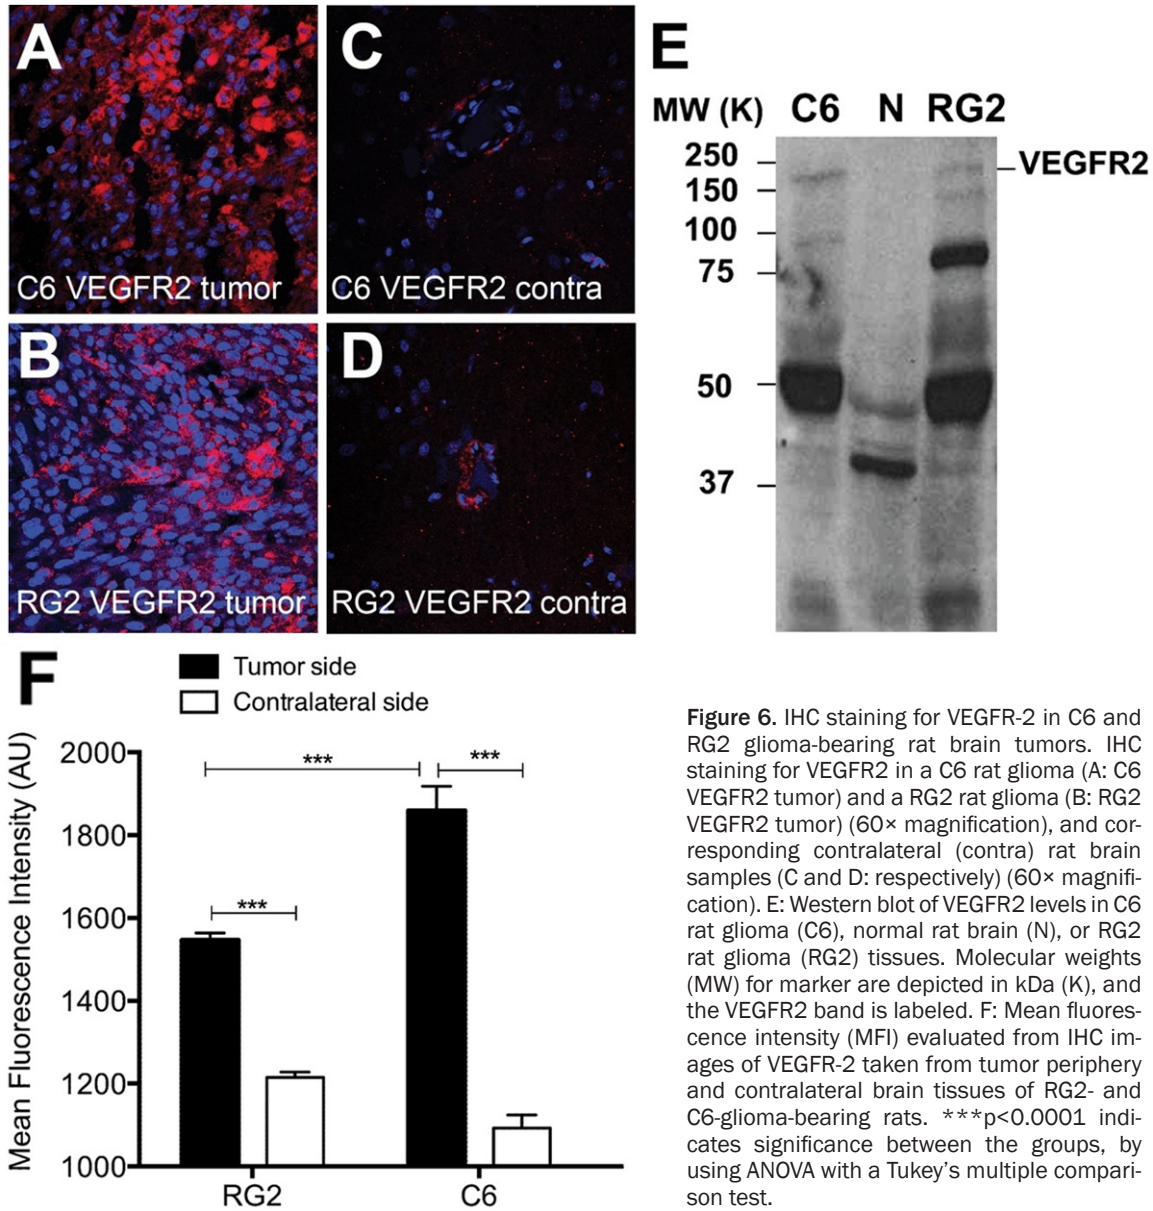 A
C6 VEGFR2 tumor
C
C6 VEGFR2 contra
B
RG2 VEGFR2 tumor
D
RG2 VEGFR2 contra
E
MW (K) C6 N RG2
250
VEGFR2
150
100
75
50
37
F
Tumor side
Contralateral side
Mean Fluorescence Intensity (AU)
2000
1800
1600
1400
1200
1000
***
***
***
RG2
C6
Figure 6. IHC staining for VEGFR-2 in C6 and
RG2 glioma-bearing rat brain tumors. IHC
staining for VEGFR2 in a C6 rat glioma (A: C6
VEGFR2 tumor) and a RG2 rat glioma (B: RG2
VEGFR2 tumor) (60× magnification), and cor-
responding contralateral (contra) rat brain
samples (C and D: respectively) (60× magnifi-
cation). E: Western blot of VEGFR2 levels in C6
rat glioma (C6), normal rat brain (N), or RG2
rat glioma (RG2) tissues. Molecular weights
(MW) for marker are depicted in kDa (K), and
the VEGFR2 band is labeled. F: Mean fluores-
cence intensity (MFI) evaluated from IHC im-
ages of VEGFR-2 taken from tumor periphery
and contralateral brain tissues of RG2- and
C6-glioma-bearing rats. ***p<0.0001 indi-
cates significance between the groups, by
using ANOVA with a Tukey's multiple compari-
son test.